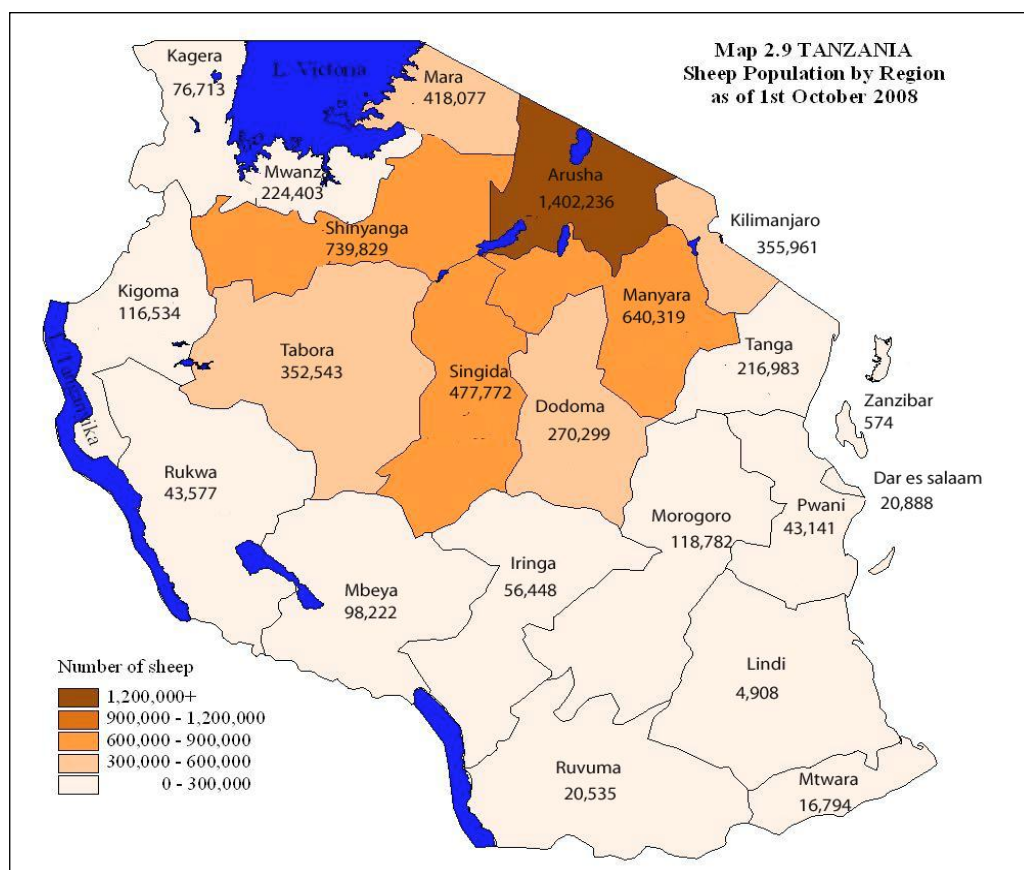 Map 2.9 TANZANIA
Sheep Population by Region
as of 1st October 2008
Kagera
76,713
L. Victoria
Mara
418,077
Mwanza
224,403
Arusha
1,402,236
Kilimanjaro
355,961
Shinyanga
739,829
Kigoma
116,534
Manyara
640,319
Tabora
352,543
Singida
477,772
Tanga
216,983
Dodoma
270,299
Zanzibar
574
Rukwa
43,577
Dar es salaam
20,888
Pwani
43,141
Morogoro
118,782
Iringa
56,448
Mbeya
98,222
Lindi
4,908
Ruvuma
20,535
Mtwara
16,794
Number of sheep
1,200,000+
900,000 - 1,200,000
600,000 - 900,000
300,000 - 600,000
0 - 300,000